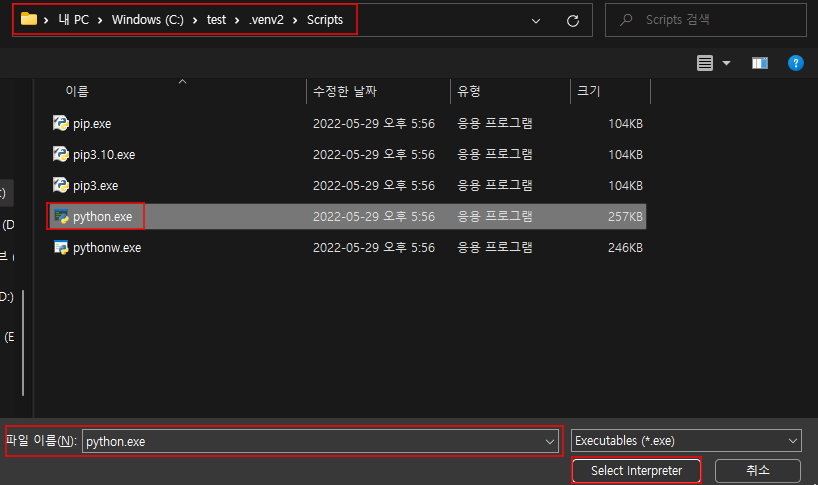 내 PC > Windows (C:) > test > .venv2 > Scripts
Scripts 검색
이름 수정한 날짜 유형 크기
pip.exe 2022-05-29 오후 5:56 응용 프로그램 104KB
pip3.10.exe 2022-05-29 오후 5:56 응용 프로그램 104KB
pip3.exe 2022-05-29 오후 5:56 응용 프로그램 104KB
python.exe 2022-05-29 오후 5:56 응용 프로그램 257KB
pythonw.exe 2022-05-29 오후 5:56 응용 프로그램 246KB
(D
브 (
D:)
(E
파일 이름(N): python.exe
Executables (*.exe)
Select Interpreter
취소